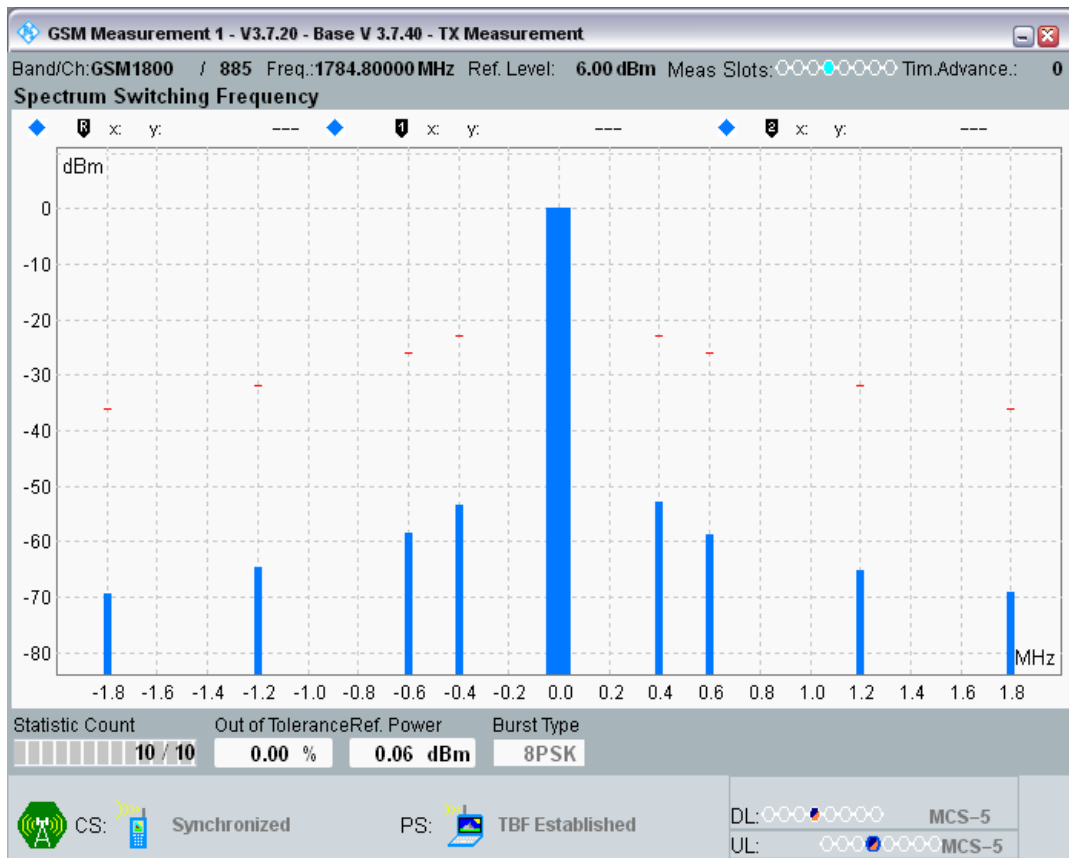 GSM Measurement 1 - V3.7.20 - Base V 3.7.40 - TX Measurement
Band/Ch:GSM1800 / 885 Freq.:1784.80000 MHz Ref. Level: 6.00 dBm Meas Slots: Tim.Advance.: 0
Spectrum Switching Frequency
R x: y: --- 1 x: y: --- 2 x: y: ---
dBm
0
-10
-20
-30
-40
-50
-60
-70
-80
MHz
-1.8 -1.6 -1.4 -1.2 -1.0 -0.8 -0.6 -0.4 -0.2 0.0 0.2 0.4 0.6 0.8 1.0 1.2 1.4 1.6 1.8
Statistic Count Out of Tolerance Ref. Power Burst Type
10 / 10 0.00 % 0.06 dBm 8PSK
CS: Synchronized PS: TBF Established
DL: MCS-5
UL: MCS-5